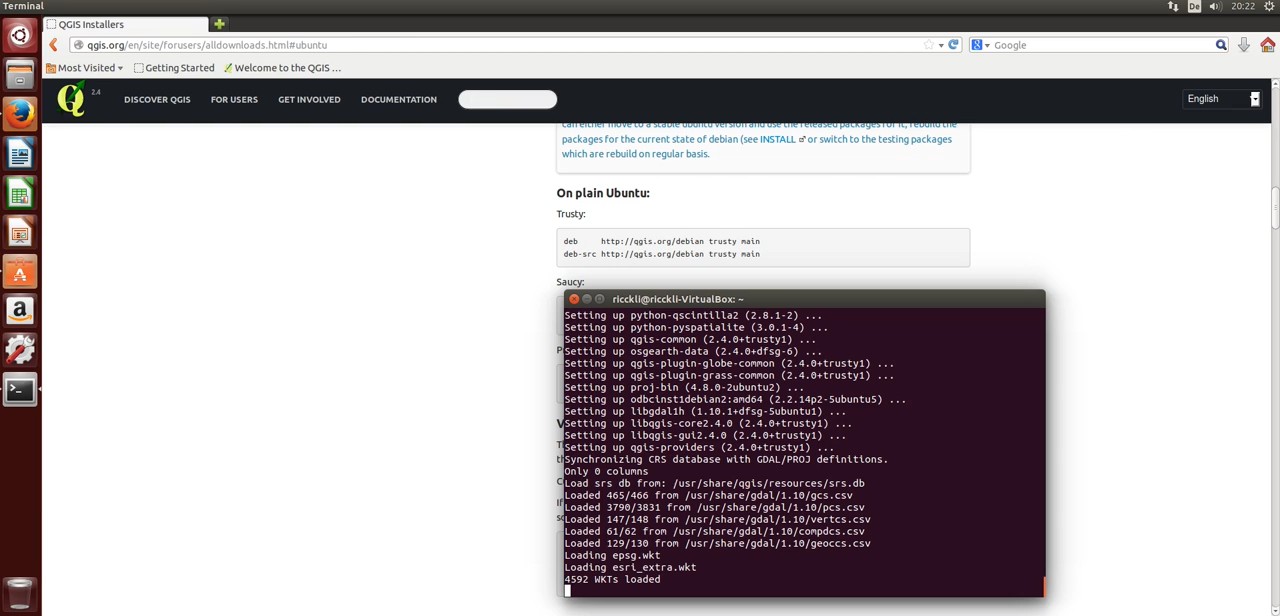 Terminal
De
20:22
QGIS Installers
qgis.org/en/site/forusers/alldownloads.html#ubuntu
Google
Most Visited
Getting Started
Welcome to the QGIS ...
2.4
DISCOVER QGIS
FOR USERS
GET INVOLVED
DOCUMENTATION
English
can either move to a stable ubuntu version and use the released packages for it, rebuild the
packages for the current state of debian (see INSTALL or switch to the testing packages
which are rebuild on regular basis.
On plain Ubuntu:
Trusty:
deb     http://qgis.org/debian trusty main
deb-src http://qgis.org/debian trusty main
Saucy:
ricckli@ricckli-VirtualBox: ~
Setting up python-qscintilla2 (2.8.1-2) ...
Setting up python-pyspatialite (3.0.1-4) ...
Setting up qgis-common (2.4.0+trusty1) ...
Setting up osgearth-data (2.4.0+dfsg-6) ...
Setting up qgis-plugin-globe-common (2.4.0+trusty1) ...
Setting up qgis-plugin-grass-common (2.4.0+trusty1) ...
Setting up proj-bin (4.8.0-2ubuntu2) ...
Setting up odbcinst1debian2:amd64 (2.2.14p2-5ubuntu5) ...
Setting up libgdal1h (1.10.1+dfsg-5ubuntu1) ...
Setting up libqgis-core2.4.0 (2.4.0+trusty1) ...
Setting up libqgis-gui2.4.0 (2.4.0+trusty1) ...
Setting up qgis-providers (2.4.0+trusty1) ...
Synchronizing CRS database with GDAL/PROJ definitions.
Only 0 columns
Load srs db from: /usr/share/qgis/resources/srs.db
Loaded 465/466 from /usr/share/gdal/1.10/gcs.csv
Loaded 3790/3831 from /usr/share/gdal/1.10/pcs.csv
Loaded 147/148 from /usr/share/gdal/1.10/vertcs.csv
Loaded 61/62 from /usr/share/gdal/1.10/compdcs.csv
Loaded 129/130 from /usr/share/gdal/1.10/geoccs.csv
Loading epsg.wkt
Loading esri_extra.wkt
4592 WKTs loaded